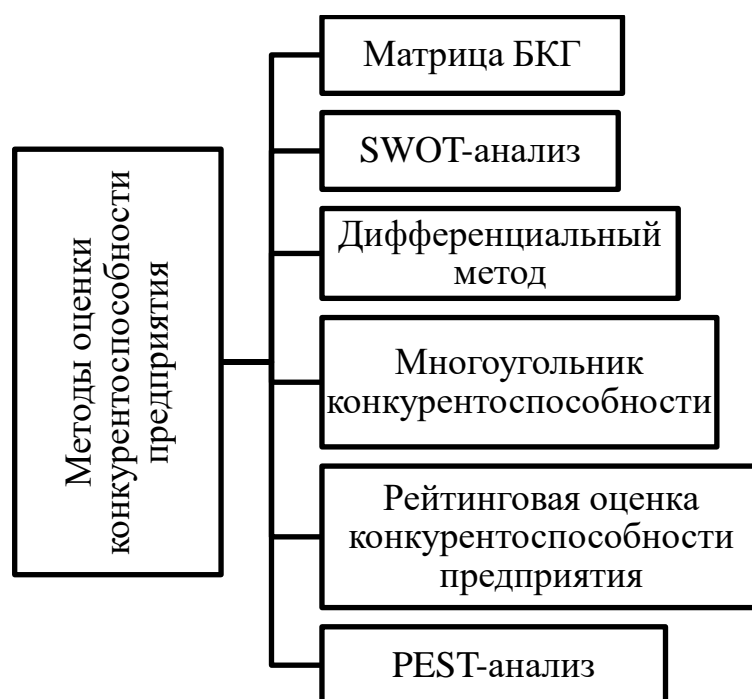 Методы оценки
конкурентоспособности
предприятия
Матрица БКГ
SWOT-анализ
Дифференциальный
метод
Многоугольник
конкурентоспособности
Рейтинговая оценка
конкурентоспособности
предприятия
PEST-анализ